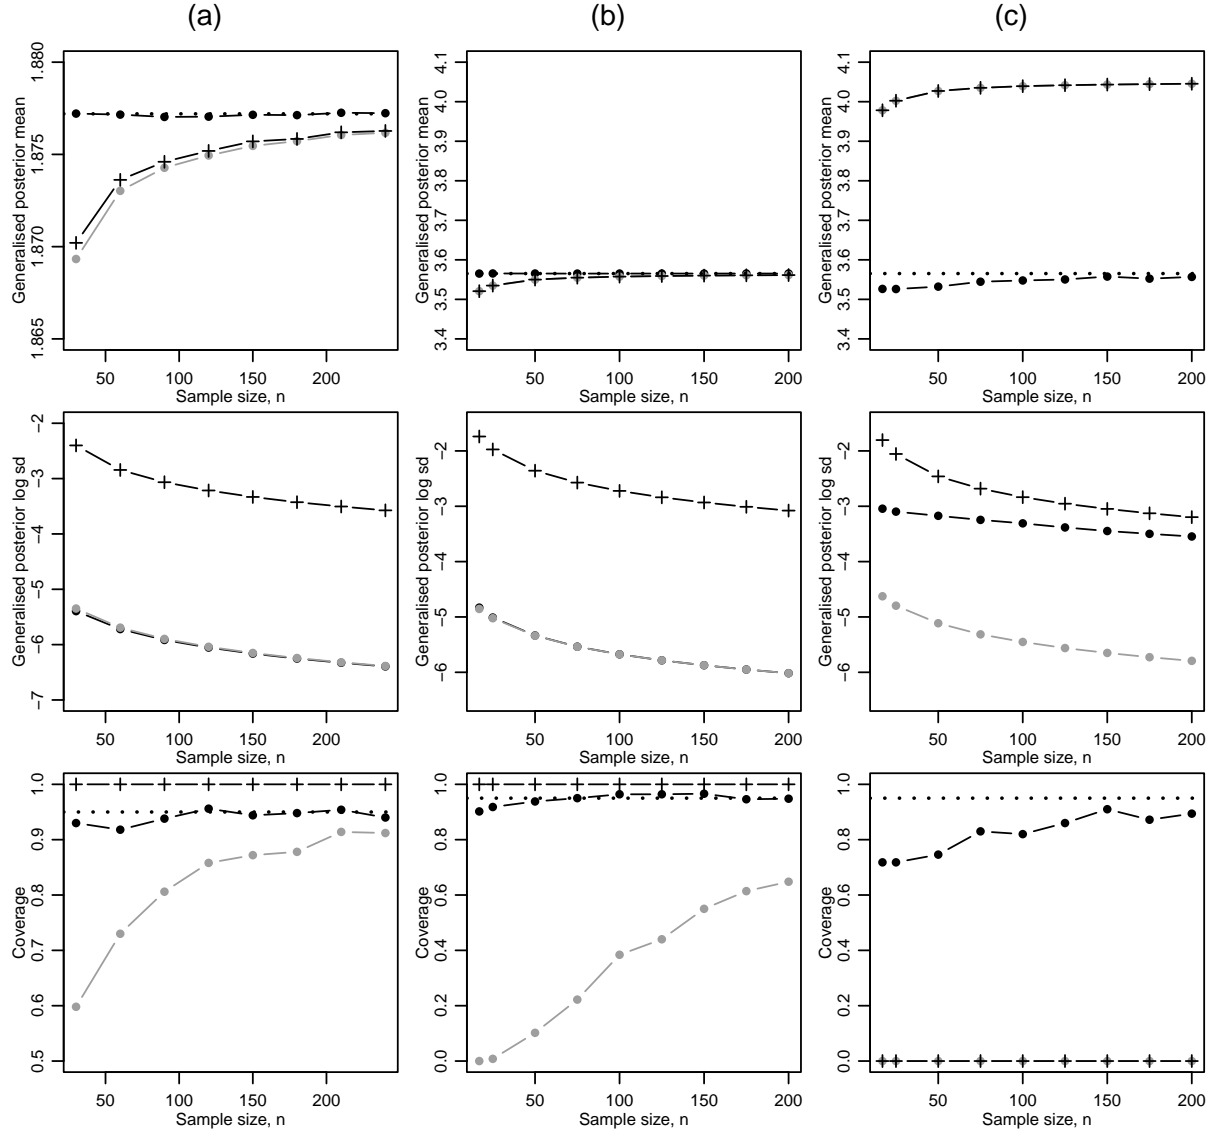 (a)
(b)
(c)
Generalised posterior mean
1.865 1.870 1.875 1.880
50 100 150 200
Sample size, n
Generalised posterior mean
3.4 3.5 3.6 3.7 3.8 3.9 4.0 4.1
50 100 150 200
Sample size, n
Generalised posterior mean
3.4 3.5 3.6 3.7 3.8 3.9 4.0 4.1
50 100 150 200
Sample size, n
Generalised posterior log sd
−7 −6 −5 −4 −3 −2
50 100 150 200
Sample size, n
Generalised posterior log sd
−6 −5 −4 −3 −2
50 100 150 200
Sample size, n
Generalised posterior log sd
−6 −5 −4 −3 −2
50 100 150 200
Sample size, n
Coverage
0.5 0.6 0.7 0.8 0.9 1.0
50 100 150 200
Sample size, n
Coverage
0.0 0.2 0.4 0.6 0.8 1.0
50 100 150 200
Sample size, n
Coverage
0.0 0.2 0.4 0.6 0.8 1.0
50 100 150 200
Sample size, n